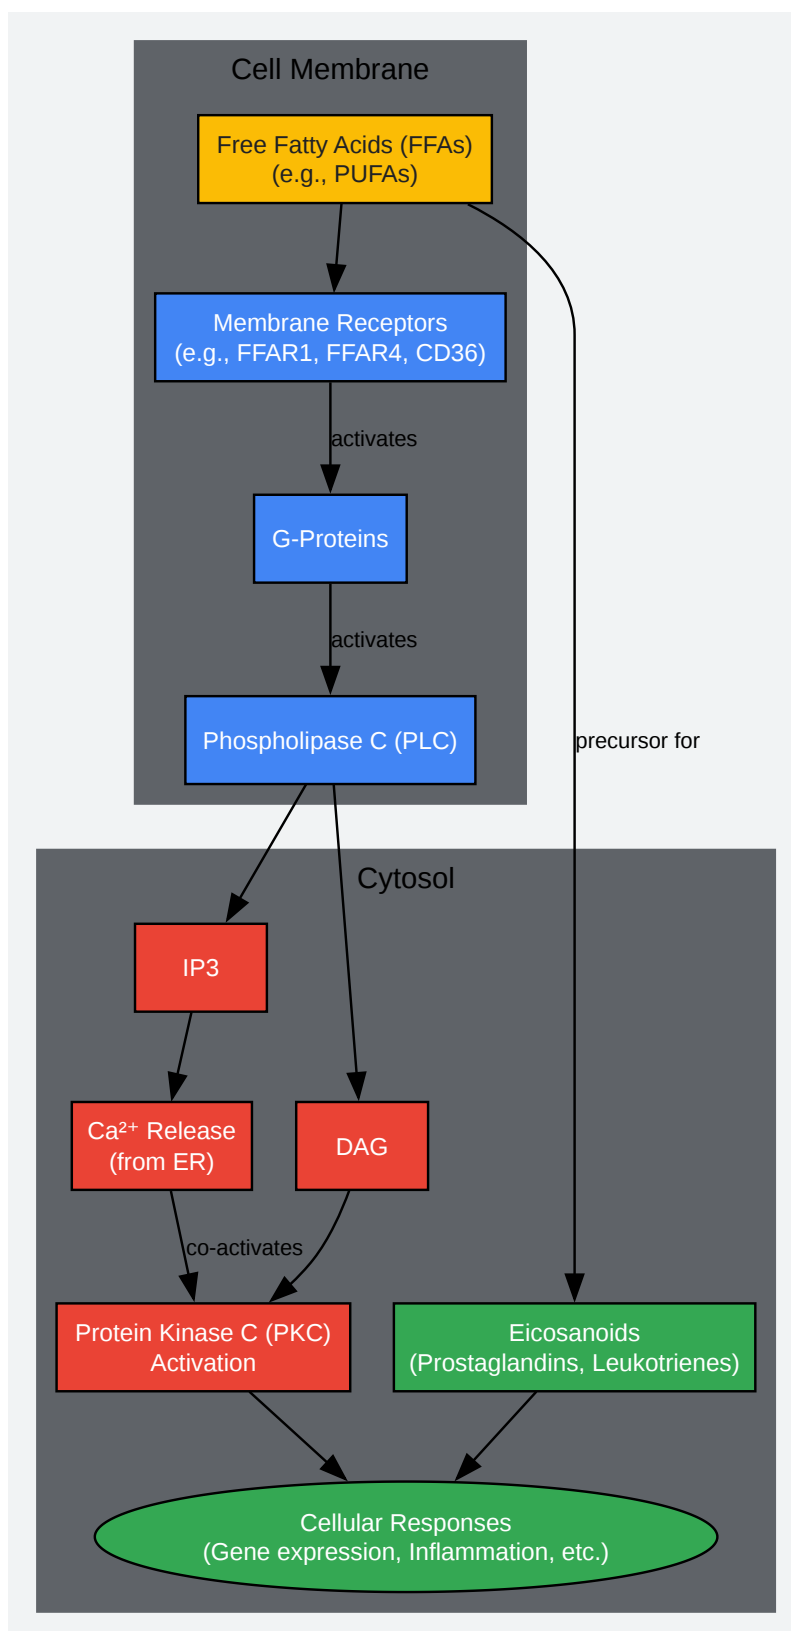 Cell Membrane
Free Fatty Acids (FFAs)
(e.g., PUFAs)
Membrane Receptors
(e.g., FFAR1, FFAR4, CD36)
activates
G-Proteins
activates
Phospholipase C (PLC)
precursor for
Cytosol
IP3
Ca²⁺ Release
(from ER)
DAG
co-activates
Protein Kinase C (PKC)
Activation
Eicosanoids
(Prostaglandins, Leukotrienes)
Cellular Responses
(Gene expression, Inflammation, etc.)